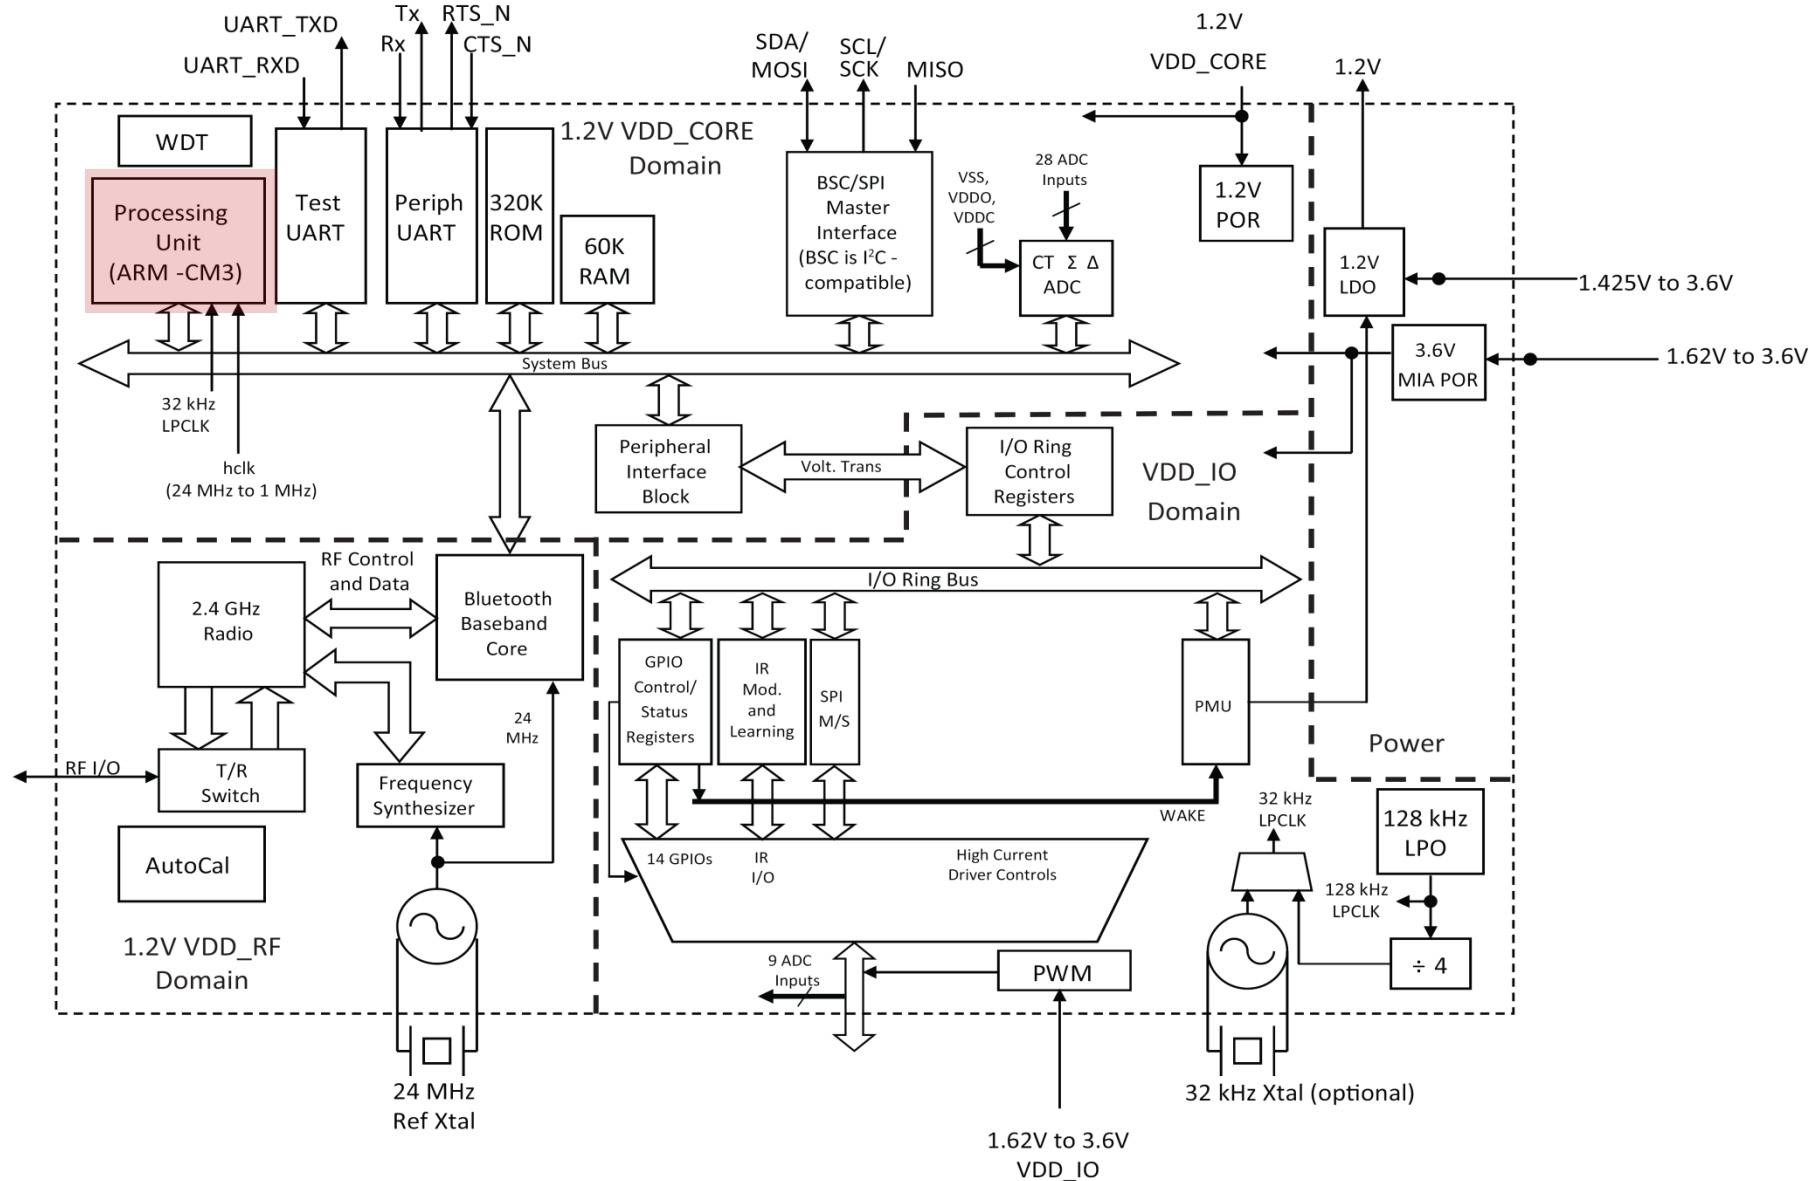 UART_TXD
UART_RXD
Tx
RTS_N
Rx
CTS_N
SDA/
MOSI
SCL/
SCK
MISO
1.2V
VDD_CORE
1.2V
WDT
Processing
Unit
(ARM -CM3)
Test
UART
Periph
UART
320K
ROM
60K
RAM
1.2V VDD_CORE
Domain
BSC/SPI
Master
Interface
(BSC is I²C -
compatible)
VSS,
VDDO,
VDDC
28 ADC
Inputs
CT Σ Δ
ADC
1.2V
POR
1.2V
LDO
1.425V to 3.6V
3.6V
MIA POR
1.62V to 3.6V
System Bus
32 kHz
LPCLK
hclk
(24 MHz to 1 MHz)
Peripheral
Interface
Block
Volt. Trans
I/O Ring
Control
Registers
VDD_IO
Domain
RF Control
and Data
2.4 GHz
Radio
Bluetooth
Baseband
Core
I/O Ring Bus
GPIO
Control/
Status
Registers
IR
Mod.
and
Learning
SPI
M/S
PMU
Power
24
MHz
RF I/O
T/R
Switch
Frequency
Synthesizer
AutoCal
1.2V VDD_RF
Domain
WAKE
14 GPIOs
IR
I/O
High Current
Driver Controls
32 kHz
LPCLK
128 kHz
LPO
128 kHz
LPCLK
÷ 4
9 ADC
Inputs
PWM
24 MHz
Ref Xtal
32 kHz Xtal (optional)
1.62V to 3.6V
VDD_IO